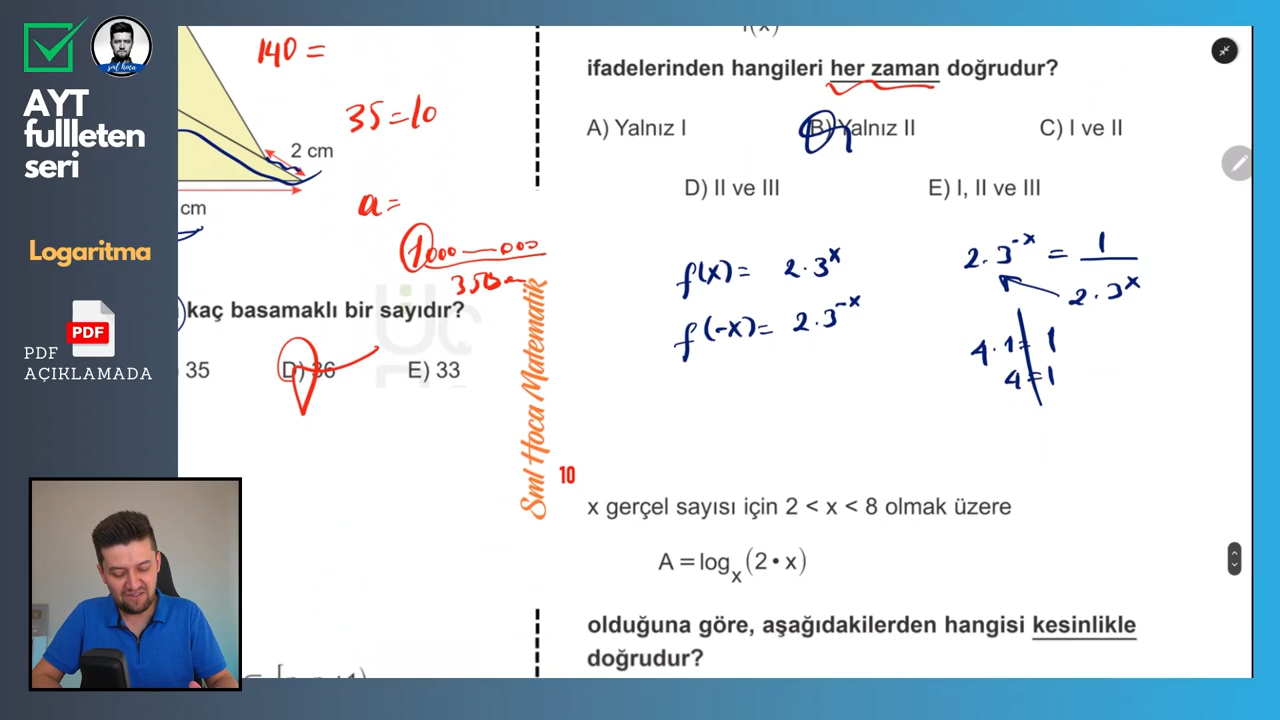 sml hoca
AYT
fullleten
seri
Logaritma
PDF
PDF
AÇIKLAMADA
140 =
35=10
2 cm
cm
a=
1000 — 000
kaç basamaklı bir sayıdır?
35
D) 36
E) 33
Sml Hoca Matematik
f(x)
ifadelerinden hangileri her zaman doğrudur?
A) Yalnız I
B) Yalnız II
C) I ve II
D) II ve III
E) I, II ve III
f(x) = 2·3^x
f(-x) = 2·3^-x
2·3^-x = 1 / 2·3^x
4·1 = 1
4=1
10
x gerçel sayısı için 2 < x < 8 olmak üzere
A = log_x (2•x)
olduğuna göre, aşağıdakilerden hangisi kesinlikle
doğrudur?